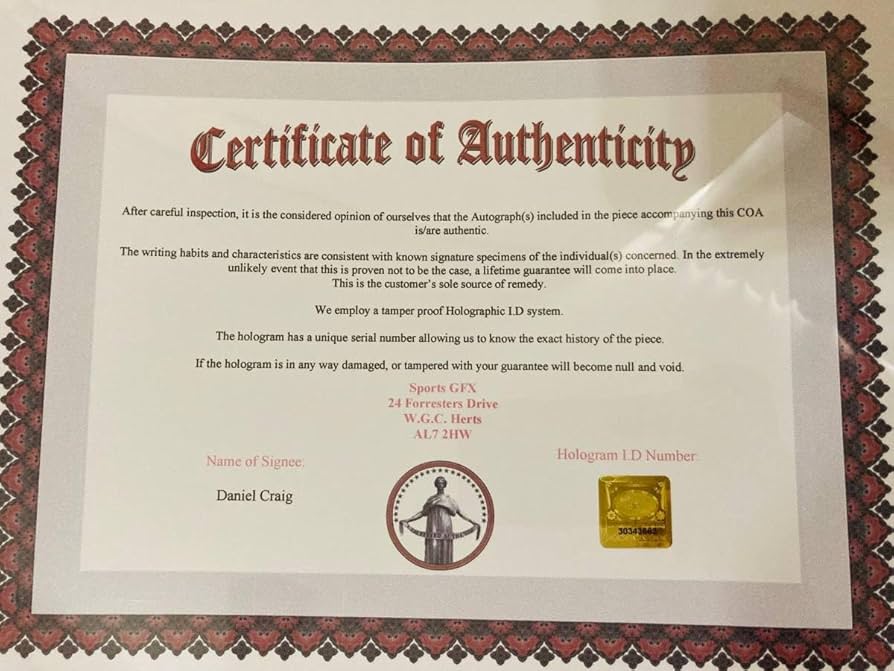 Certificate of Authenticity
After careful inspection, it is the considered opinion of ourselves that the Autograph(s) included in the piece accompanying this COA
is/are authentic.
The writing habits and characteristics are consistent with known signature specimens of the individual(s) concerned. In the extremely
unlikely event that this is proven not to be the case, a lifetime guarantee will come into place.
This is the customer's sole source of remedy.
We employ a tamper proof Holographic I.D system.
The hologram has a unique serial number allowing us to know the exact history of the piece.
If the hologram is in any way damaged, or tampered with your guarantee will become null and void.
Sports GFX
24 Forresters Drive
W.G.C. Herts
AL7 2HW
Name of Signee:
Hologram I.D Number:
Daniel Craig